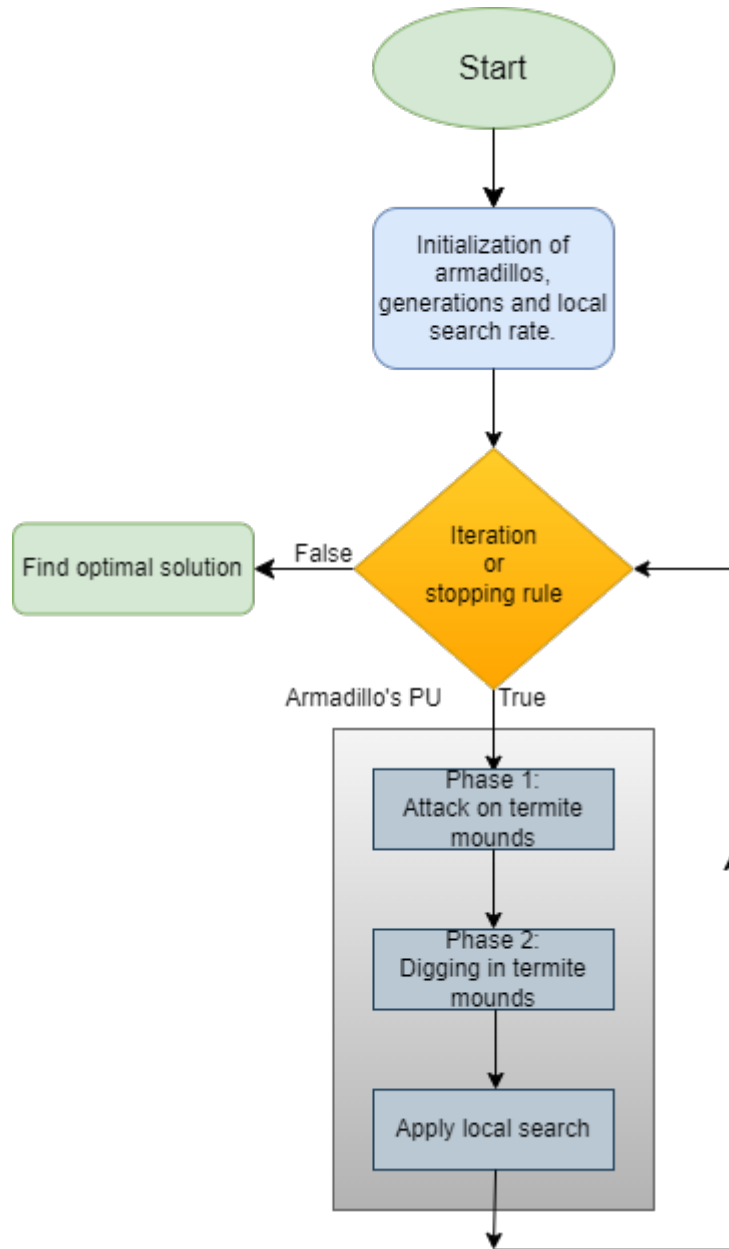 Start
Initialization of
armadillos,
generations and local
search rate.
Iteration
or
stopping rule
False
Find optimal solution
Armadillo's PU
True
Phase 1:
Attack on termite
mounds
Phase 2:
Digging in termite
mounds
Apply local search